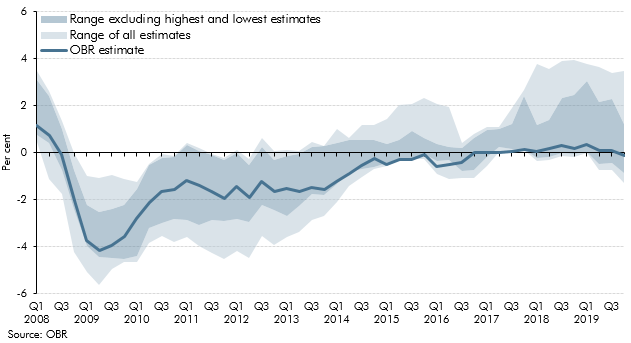 6
4
2
0
-2
-4
-6
Per cent
Range excluding highest and lowest estimates
Range of all estimates
OBR estimate
Q1 Q3 Q1 Q3 Q1 Q3 Q1 Q3 Q1 Q3 Q1 Q3 Q1 Q3 Q1 Q3 Q1 Q3 Q1 Q3 Q1 Q3 Q1 Q3
2008 2009 2010 2011 2012 2013 2014 2015 2016 2017 2018 2019
Source: OBR